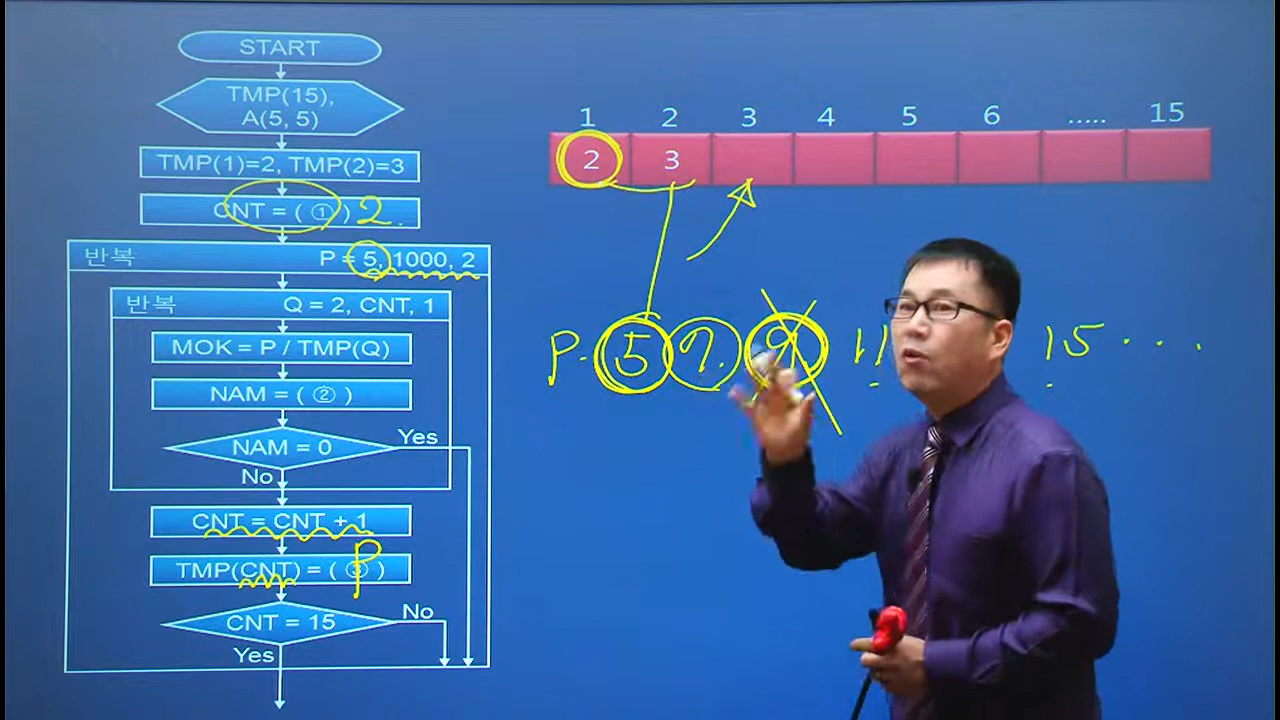 START
TMP(15),
A(5, 5)
TMP(1)=2, TMP(2)=3
CNT = ( ① ) 2.
반복 P = 5, 1000, 2
반복 Q = 2, CNT, 1
MOK = P / TMP(Q)
NAM = ( ② )
NAM = 0
Yes
No
CNT = CNT + 1
TMP(CNT) = ( ③ )
P
CNT = 15
No
Yes
1 2 3 4 5 6 ..... 15
2 3
P. 5 7. 9 11 15 ....